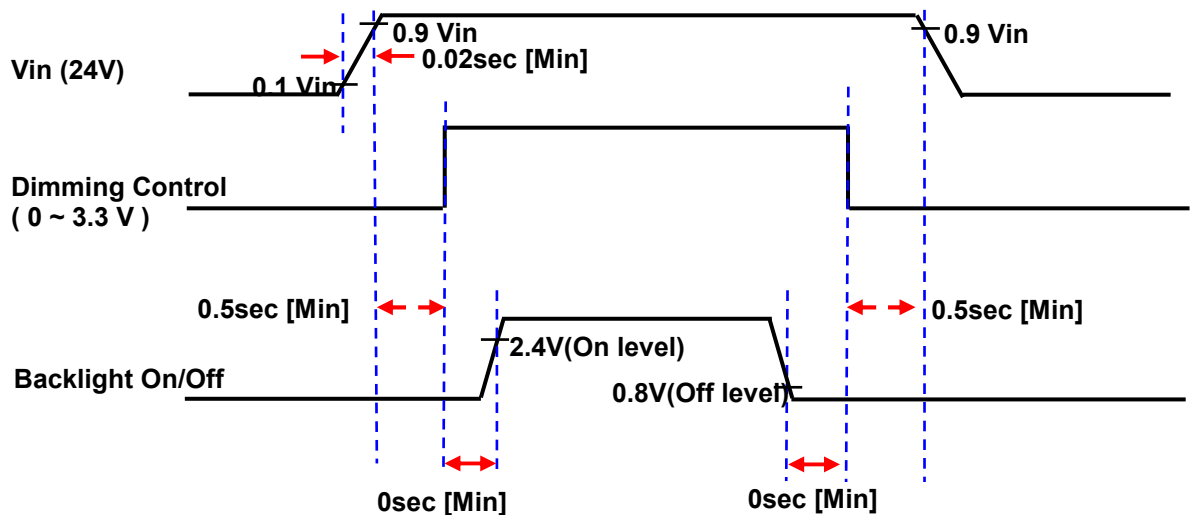 0.9 Vin
0.9 Vin
0.02sec [Min]
Vin (24V)
0.1 Vin
Dimming Control
( 0 ~ 3.3 V )
0.5sec [Min]
0.5sec [Min]
2.4V(On level)
Backlight On/Off
0.8V(Off level)
0sec [Min]
0sec [Min]